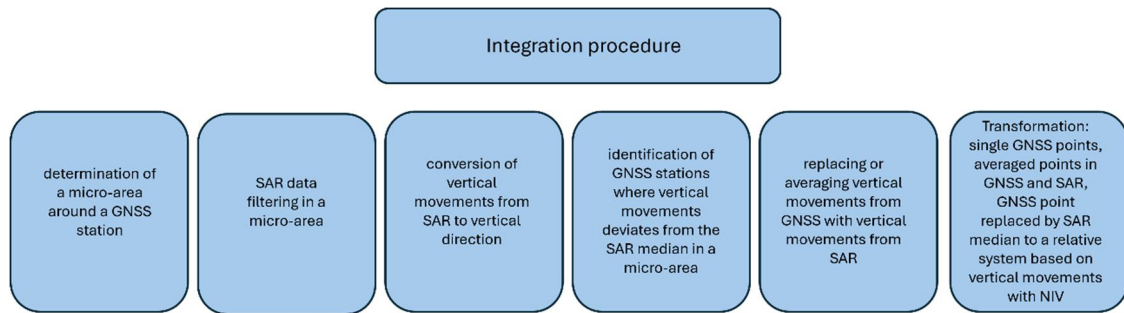 Integration procedure
determination of
a micro-area
around a GNSS
station
SAR data
filtering in a
micro-area
conversion of
vertical
movements from
SAR to vertical
direction
identification of
GNSS stations
where vertical
movements
deviates from the
SAR median in a
micro-area
replacing or
averaging vertical
movements from
GNSS with vertical
movements from
SAR
Transformation:
single GNSS points,
averaged points in
GNSS and SAR,
GNSS point
replaced by SAR
median to a relative
system based on
vertical movements
with NIV